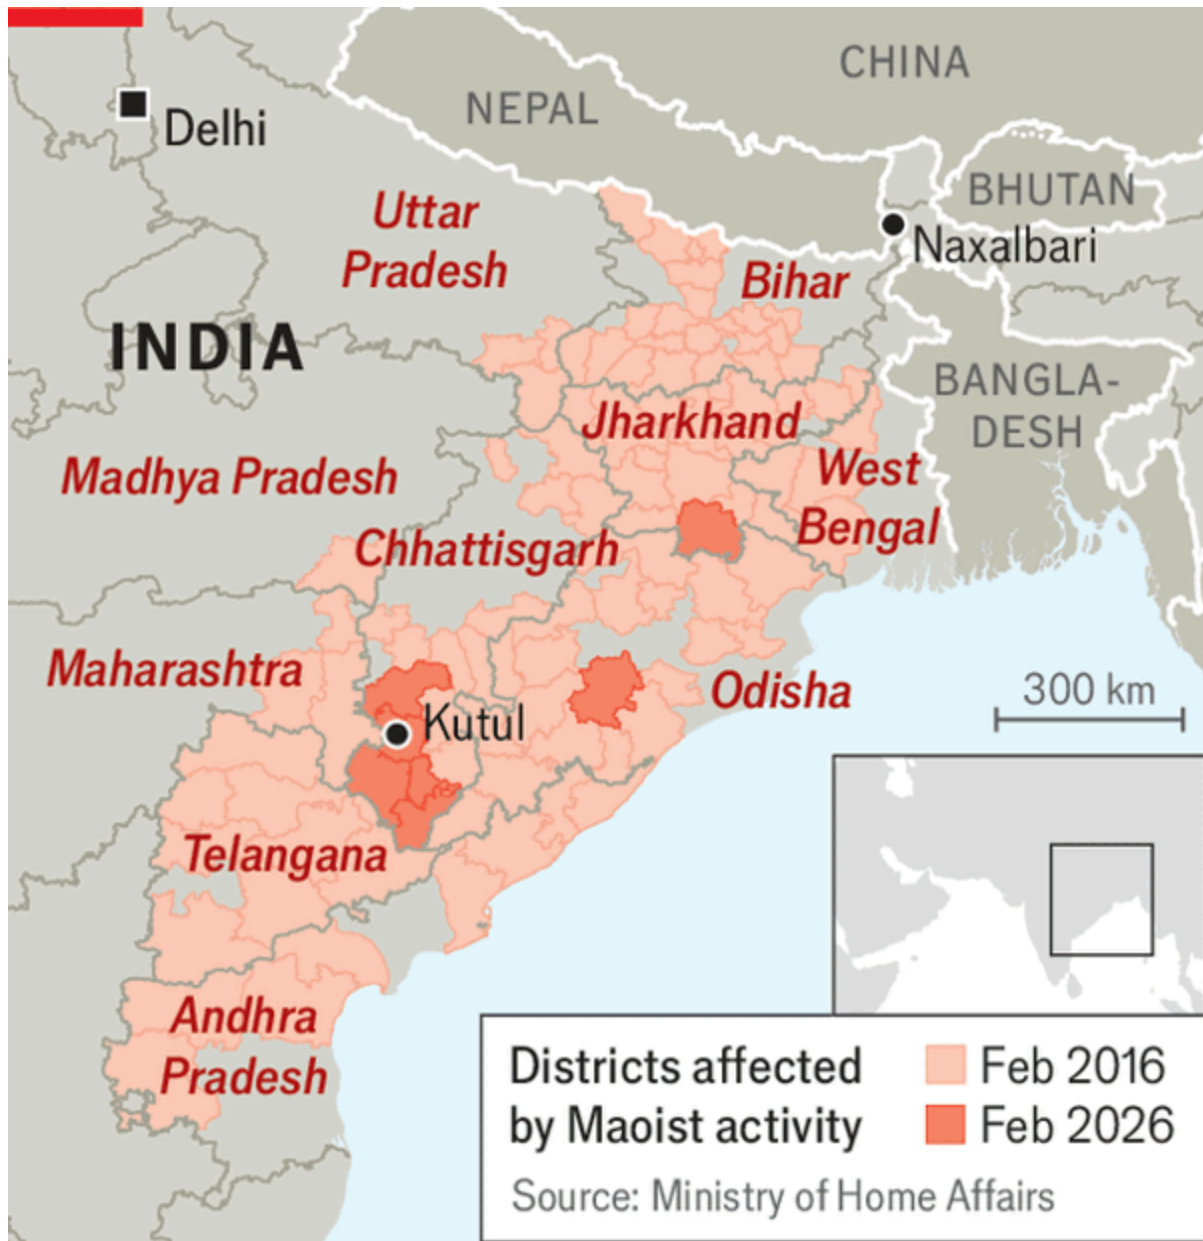 CHINA
NEPAL
Delhi
BHUTAN
Uttar
Pradesh
Naxalbari
Bihar
INDIA
BANGLA-
DESH
Jharkhand
Madhya Pradesh
West
Bengal
Chhattisgarh
Maharashtra
Odisha
300 km
Kutul
Telangana
Andhra
Pradesh
Districts affected
by Maoist activity
Feb 2016
Feb 2026
Source: Ministry of Home Affairs